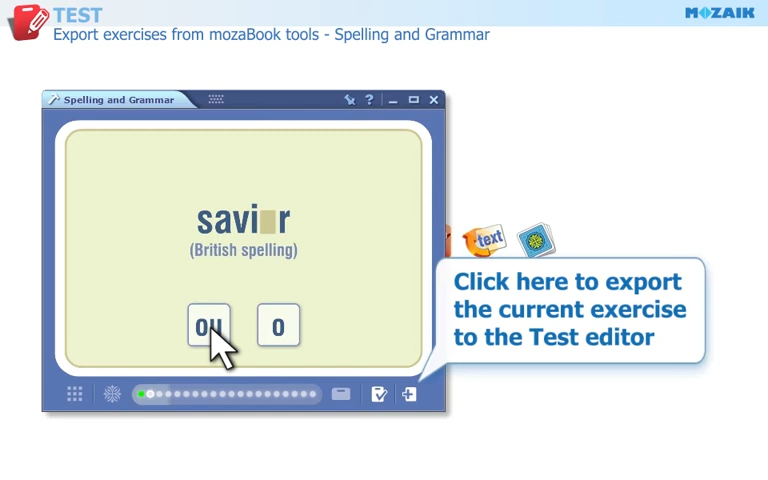 TEST
MOZAIK
Export exercises from mozaBook tools - Spelling and Grammar
Spelling and Grammar
?
savi r
(British spelling)
text
Click here to export
the current exercise
to the Test editor
ou o